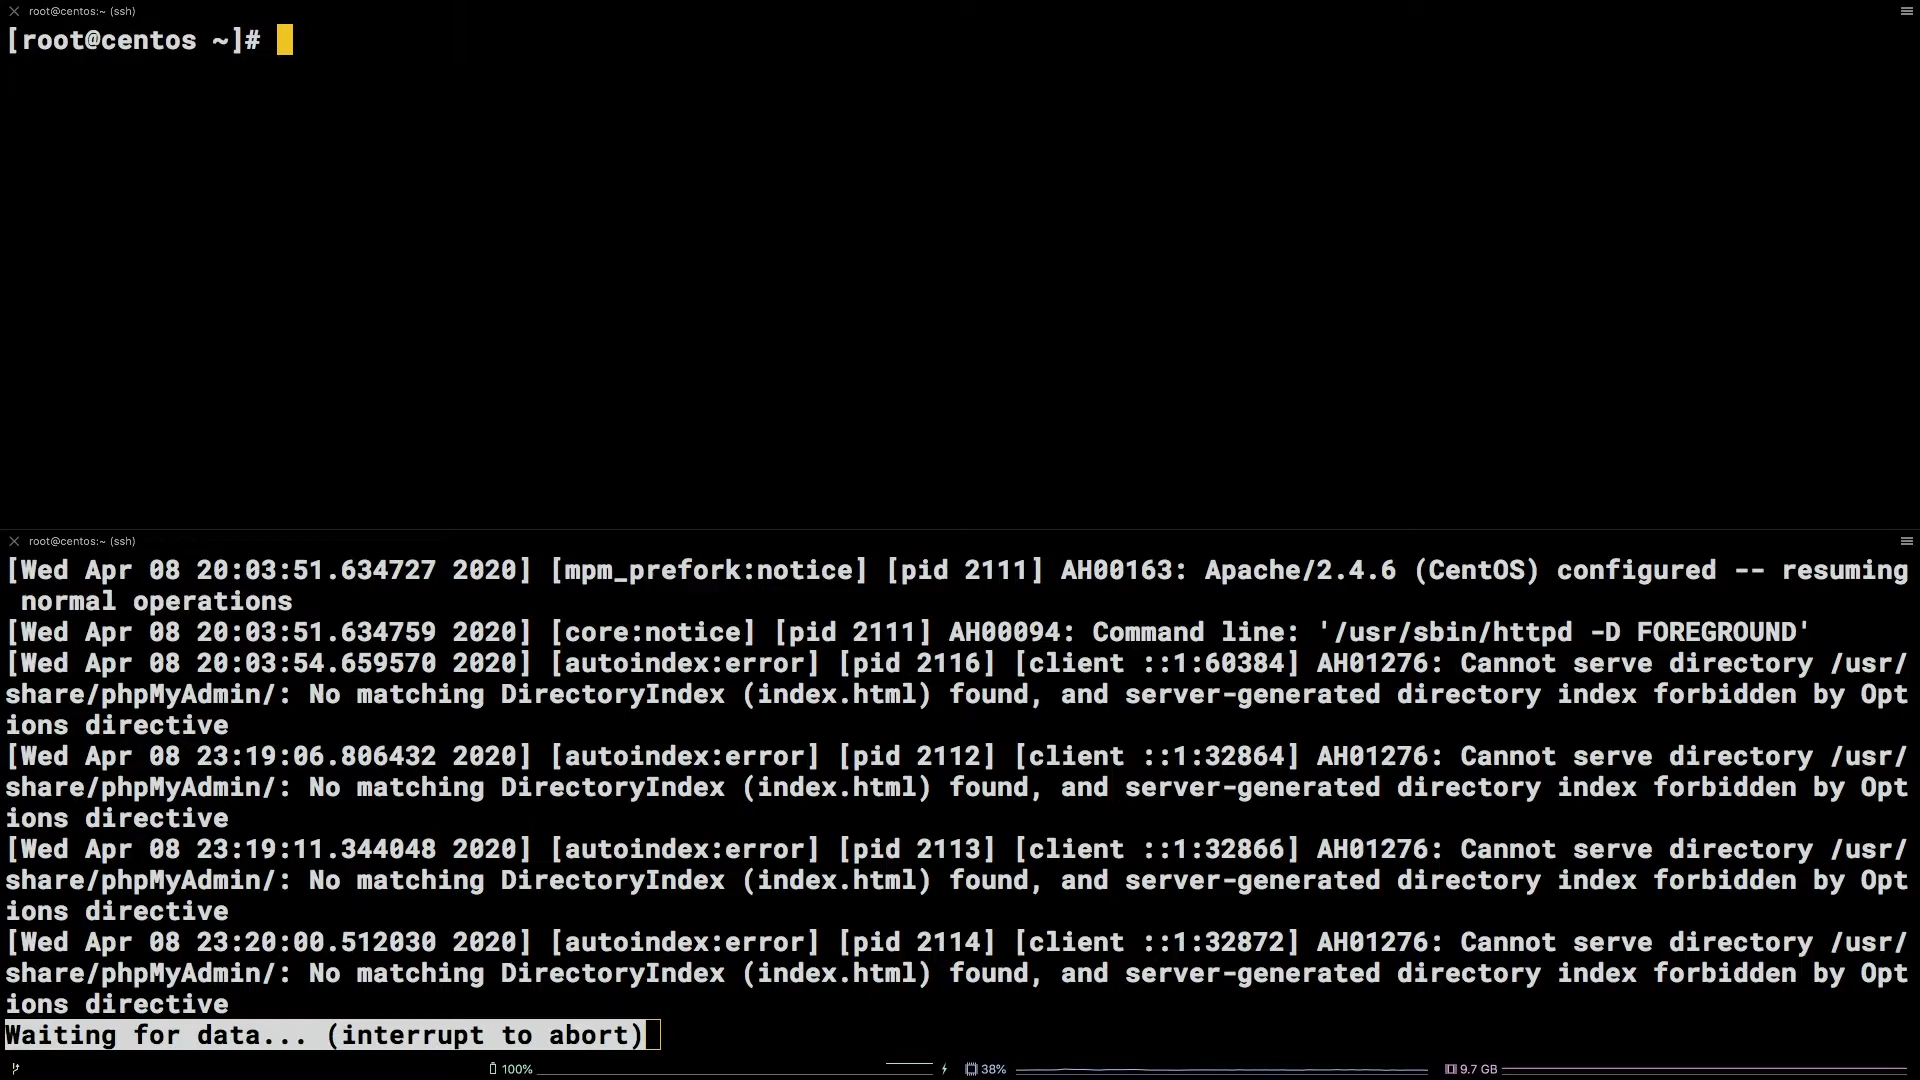 root@centos:~ (ssh)
[root@centos ~]#
root@centos:~ (ssh)
[Wed Apr 08 20:03:51.634727 2020] [mpm_prefork:notice] [pid 2111] AH00163: Apache/2.4.6 (CentOS) configured -- resuming
 normal operations
[Wed Apr 08 20:03:51.634759 2020] [core:notice] [pid 2111] AH00094: Command line: '/usr/sbin/httpd -D FOREGROUND'
[Wed Apr 08 20:03:54.659570 2020] [autoindex:error] [pid 2116] [client ::1:60384] AH01276: Cannot serve directory /usr/
share/phpMyAdmin/: No matching DirectoryIndex (index.html) found, and server-generated directory index forbidden by Opt
ions directive
[Wed Apr 08 23:19:06.806432 2020] [autoindex:error] [pid 2112] [client ::1:32864] AH01276: Cannot serve directory /usr/
share/phpMyAdmin/: No matching DirectoryIndex (index.html) found, and server-generated directory index forbidden by Opt
ions directive
[Wed Apr 08 23:19:11.344048 2020] [autoindex:error] [pid 2113] [client ::1:32866] AH01276: Cannot serve directory /usr/
share/phpMyAdmin/: No matching DirectoryIndex (index.html) found, and server-generated directory index forbidden by Opt
ions directive
[Wed Apr 08 23:20:00.512030 2020] [autoindex:error] [pid 2114] [client ::1:32872] AH01276: Cannot serve directory /usr/
share/phpMyAdmin/: No matching DirectoryIndex (index.html) found, and server-generated directory index forbidden by Opt
ions directive
Waiting for data... (interrupt to abort)
100% 38% 9.7 GB